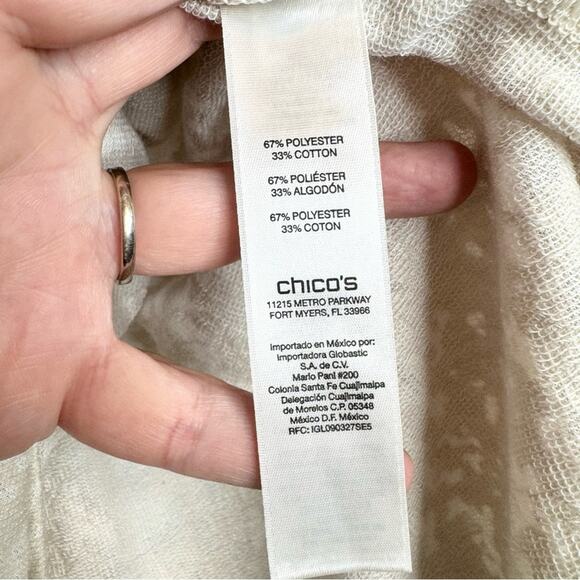 67% POLYESTER
33% COTTON
67% POLIÉSTER
33% ALGODÓN
67% POLYESTER
33% COTON
chico's
11215 METRO PARKWAY
FORT MYERS, FL 33966
Importado en México por:
Importadora Globastic
S.A. de C.V.
Mario Pani #200
Colonia Santa Fe Cuajimalpa
Delegación Cuajimalpa
de Morelos C.P. 05348
México D.F. México
RFC: IGL090327SE5